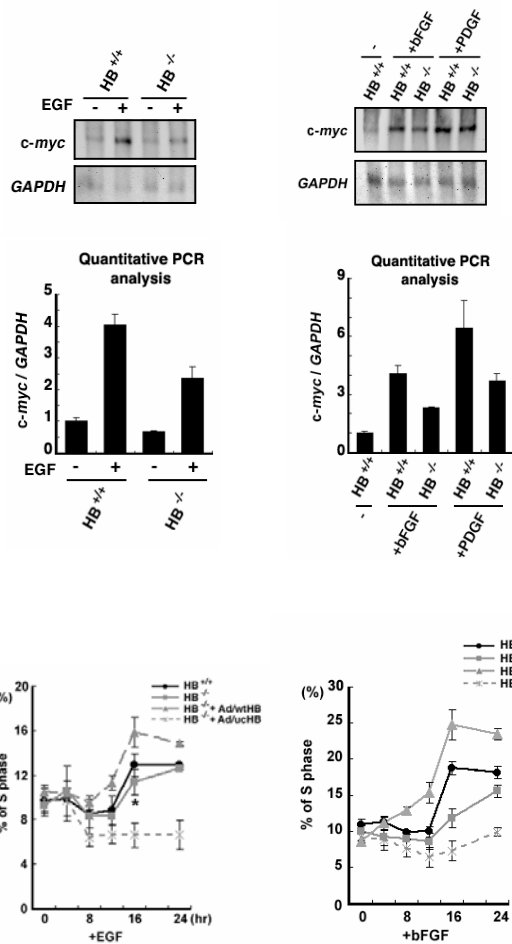 HB +/+ HB -/-
EGF - + - +
c-myc
GAPDH
- +bFGF +PDGF
HB +/+ HB +/+ HB -/- HB +/+ HB -/-
c-myc
GAPDH
Quantitative PCR
analysis
c-myc / GAPDH
5
4
3
2
1
0
EGF - + - +
HB +/+ HB -/-
Quantitative PCR
analysis
c-myc / GAPDH
9
6
3
0
HB +/+ HB +/+ HB -/- HB +/+ HB -/-
- +bFGF +PDGF
%)
% of S phase
20
16
12
8
4
0
HB +/+
HB -/-
HB -/- + Ad/wtHB
HB -/- + Ad/ucHB
*
0 8 16 24 (hr)
+EGF
(%)
% of S phase
30
25
20
15
10
5
0
HB
HB
HB
HB
0 8 16 24
+bFGF